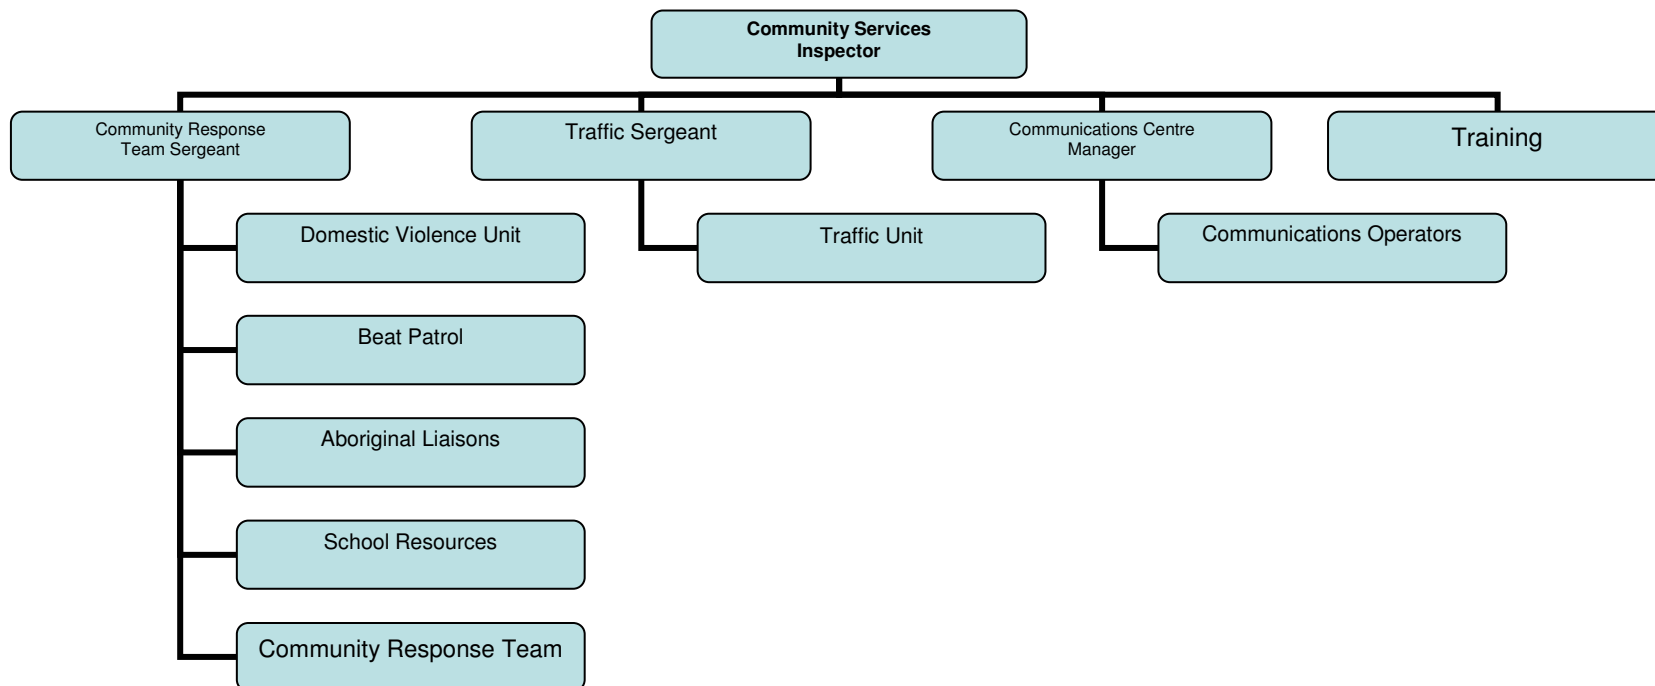 Community Services
Inspector
Community Response
Team Sergeant
Traffic Sergeant
Communications Centre
Manager
Training
Domestic Violence Unit
Traffic Unit
Communications Operators
Beat Patrol
Aboriginal Liaisons
School Resources
Community Response Team